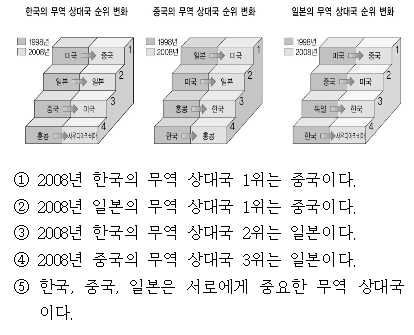 한국의 무역 상대국 순위 변화
1998년
2008년
미국 중국 1
일본 일본 2
중국 미국 3
홍콩 사우디아라비아 4
중국의 무역 상대국 순위 변화
1998년
2008년
일본 미국 1
미국 일본 2
홍콩 한국 3
한국 홍콩 4
일본의 무역 상대국 순위 변화
1998년
2008년
미국 중국 1
중국 미국 2
독일 한국 3
한국 사우디아라비아 4
① 2008년 한국의 무역 상대국 1위는 중국이다.
② 2008년 일본의 무역 상대국 1위는 중국이다.
③ 2008년 한국의 무역 상대국 2위는 일본이다.
④ 2008년 중국의 무역 상대국 3위는 일본이다.
⑤ 한국, 중국, 일본은 서로에게 중요한 무역 상대국
이다.